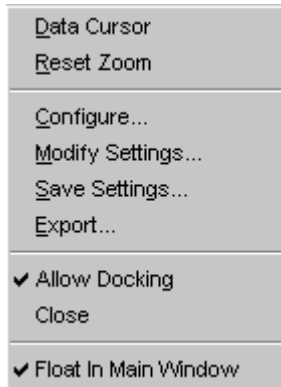 Data Cursor
Reset Zoom
Configure...
Modify Settings...
Save Settings...
Export...
Allow Docking
Close
Float In Main Window